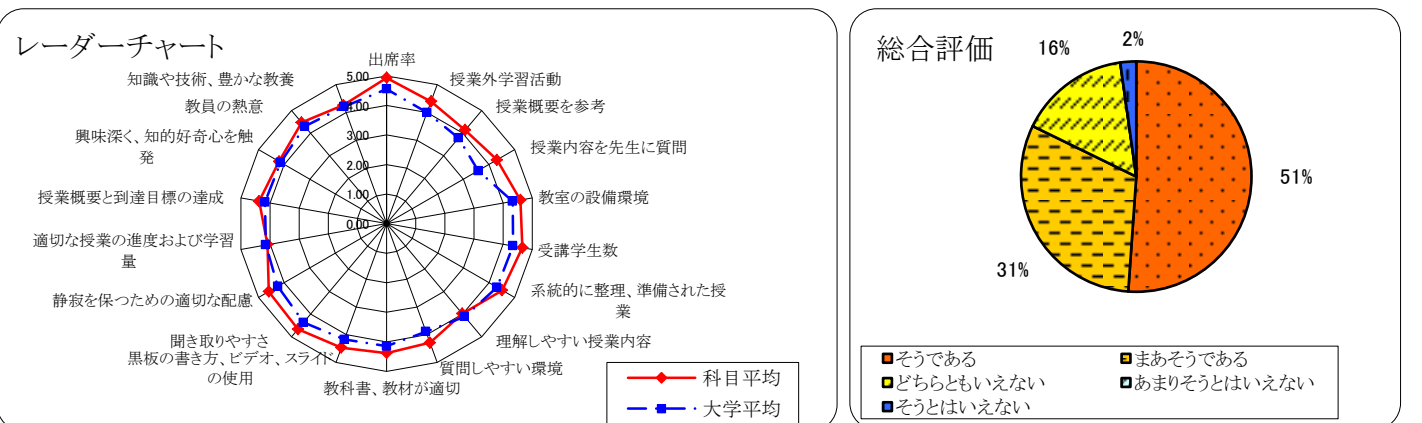 レーダーチャート
出席率
授業外学習活動
授業概要を参考
授業内容を先生に質問
教室の設備環境
受講学生数
系統的に整理、準備された授
業
理解しやすい授業内容
質問しやすい環境
教科書、教材が適切
黒板の書き方、ビデオ、スライド
の使用
聞き取りやすさ
静寂を保つための適切な配慮
適切な授業の進度および学習
量
授業概要と到達目標の達成
興味深く、知的好奇心を触
発
教員の熱意
知識や技術、豊かな教養
5.00
4.00
3.00
2.00
1.00
0.00
科目平均
大学平均
総合評価
2%
16%
51%
31%
そうである
まあそうである
どちらともいえない
あまりそうとはいえない
そうとはいえない